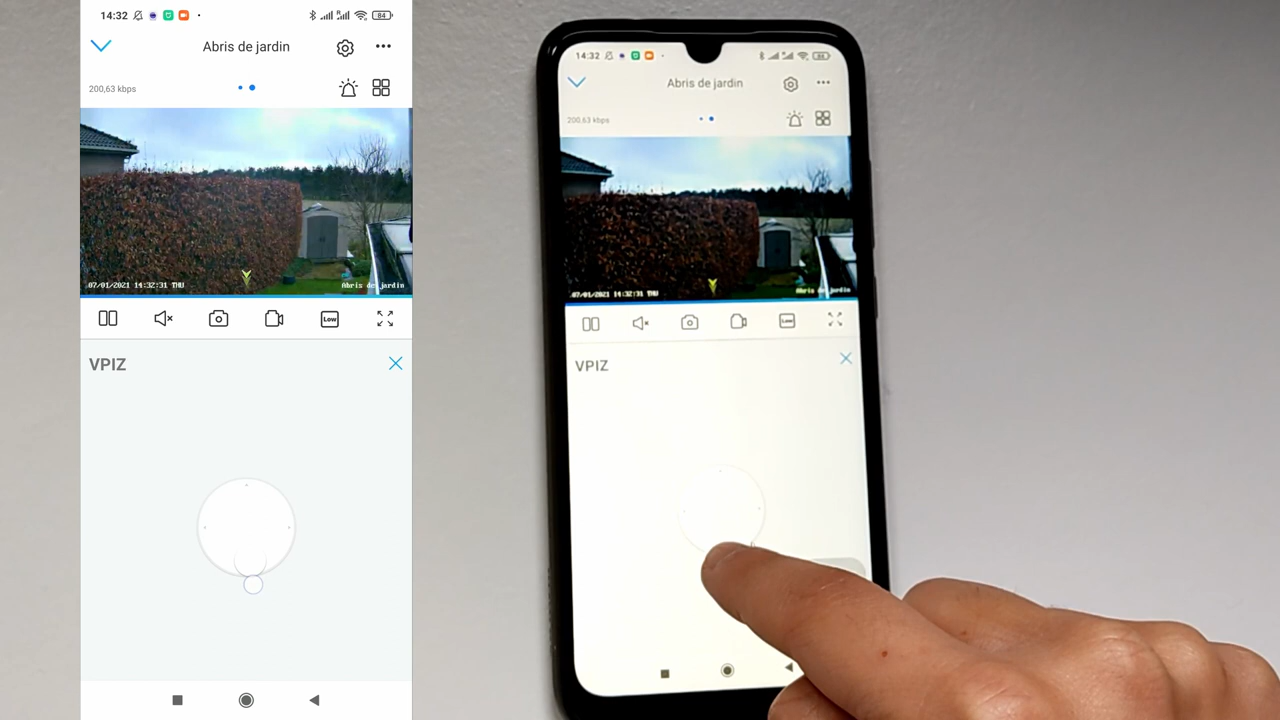 14:32
84
Abris de jardin
200,63 kbps
07/01/2021 14:32:31 THU
Abris de jardin
Low
VPIZ
14:32
Abris de jardin
200,63 kbps
07/01/2021 14:32:31 THU
Abris de jardin
Low
VPIZ